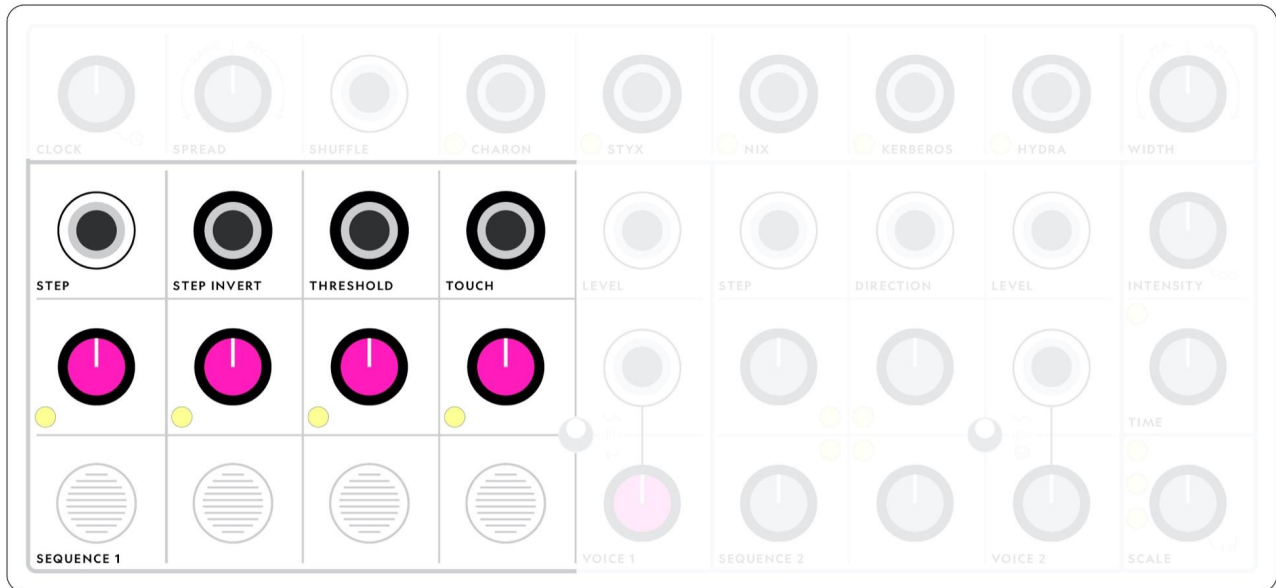 CLOCK SPREAD SHUFFLE CHARON STYX NIX KERBEROS HYDRA WIDTH
STEP STEP INVERT THRESHOLD TOUCH LEVEL STEP DIRECTION LEVEL INTENSITY
TIME
SEQUENCE 1 VOICE 1 SEQUENCE 2 VOICE 2 SCALE